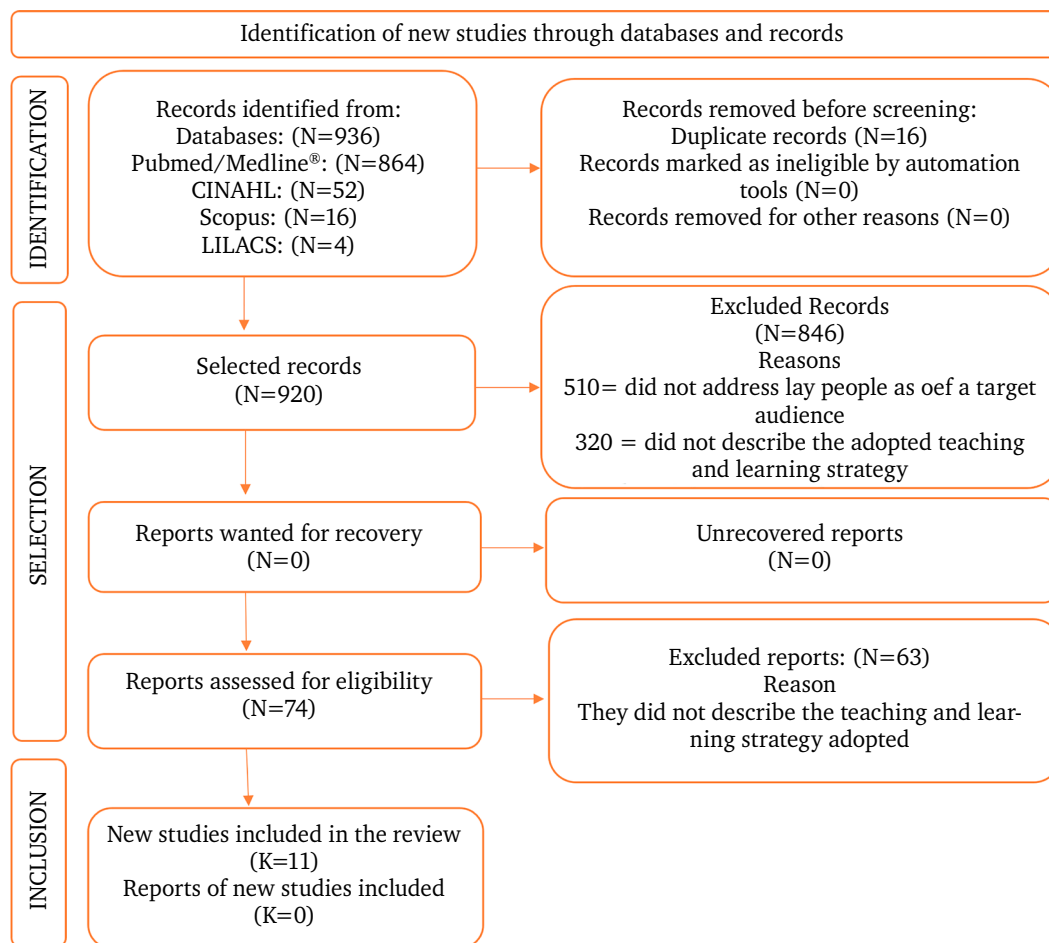 Identification of new studies through databases and records
IDENTIFICATION
Records identified from:
Databases: (N=936)
Pubmed/Medline®: (N=864)
CINAHL: (N=52)
Scopus: (N=16)
LILACS: (N=4)
Records removed before screening:
Duplicate records (N=16)
Records marked as ineligible by automation
tools (N=0)
Records removed for other reasons (N=0)
SELECTION
Selected records
(N=920)
Excluded Records
(N=846)
Reasons
510= did not address lay people as oef a target
audience
320 = did not describe the adopted teaching
and learning strategy
Reports wanted for recovery
(N=0)
Unrecovered reports
(N=0)
Reports assessed for eligibility
(N=74)
Excluded reports: (N=63)
Reason
They did not describe the teaching and lear-
ning strategy adopted
INCLUSION
New studies included in the review
(K=11)
Reports of new studies included
(K=0)